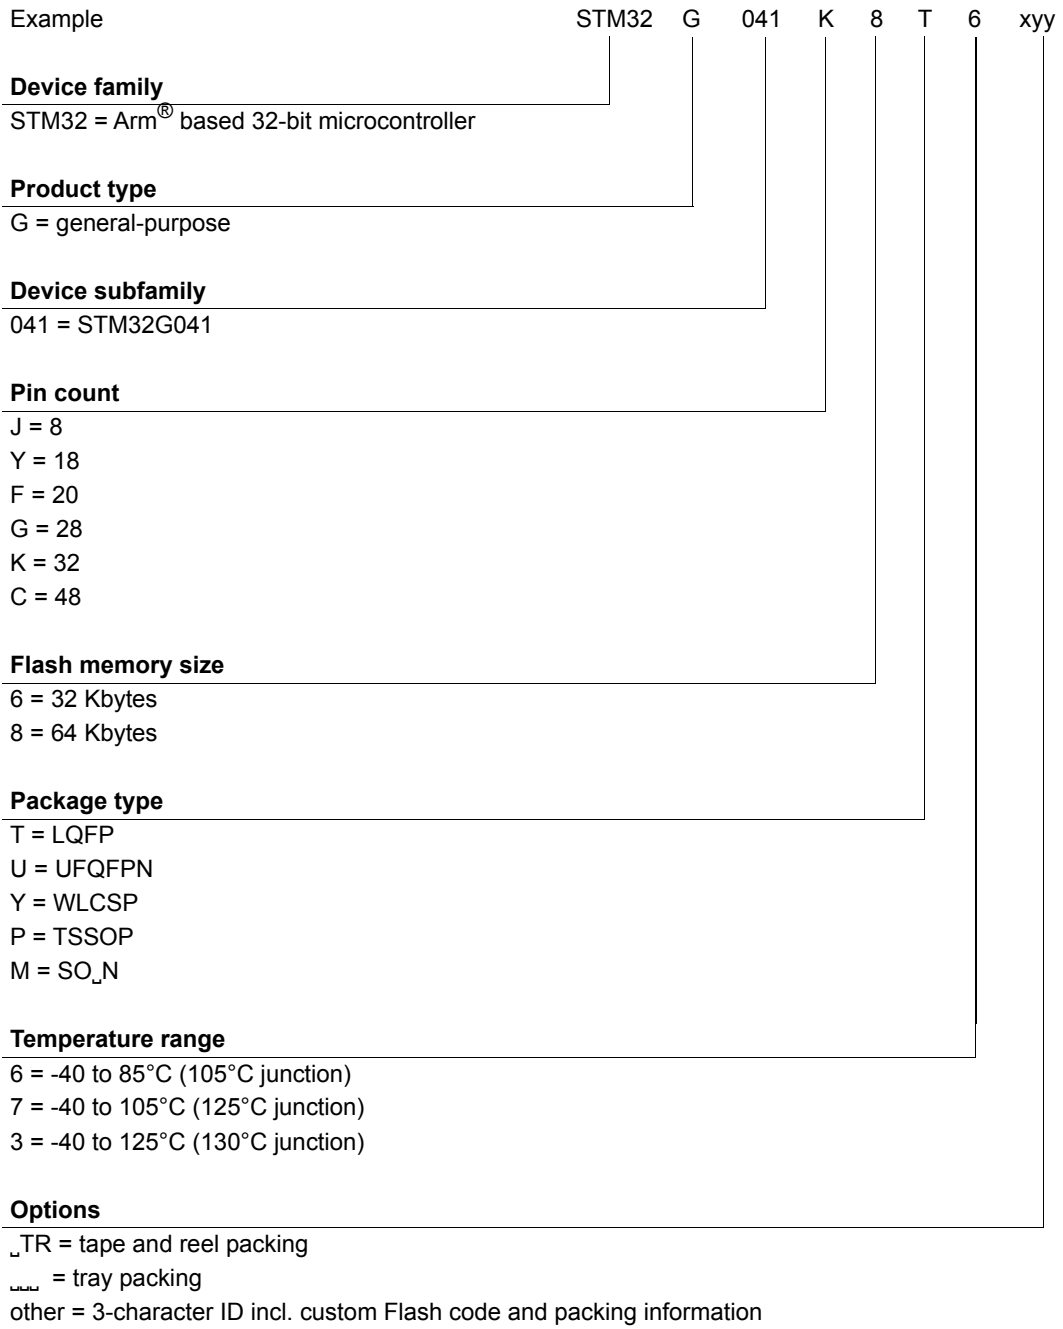 Example STM32 G 041 K 8 T 6 xyy
Device family
STM32 = Arm® based 32-bit microcontroller
Product type
G = general-purpose
Device subfamily
041 = STM32G041
Pin count
J = 8
Y = 18
F = 20
G = 28
K = 32
C = 48
Flash memory size
6 = 32 Kbytes
8 = 64 Kbytes
Package type
T = LQFP
U = UFQFPN
Y = WLCSP
P = TSSOP
M = SO␣N
Temperature range
6 = -40 to 85°C (105°C junction)
7 = -40 to 105°C (125°C junction)
3 = -40 to 125°C (130°C junction)
Options
␣TR = tape and reel packing
␣␣␣ = tray packing
other = 3-character ID incl. custom Flash code and packing information